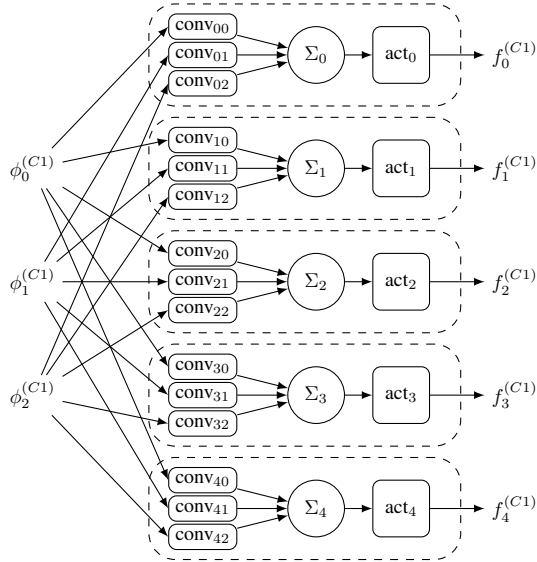 conv₀₀
conv₀₁ Σ₀ act₀ f₀⁽ᶜ¹⁾
conv₀₂
conv₁₀
ϕ₀⁽ᶜ¹⁾ conv₁₁ Σ₁ act₁ f₁⁽ᶜ¹⁾
conv₁₂
conv₂₀
ϕ₁⁽ᶜ¹⁾ conv₂₁ Σ₂ act₂ f₂⁽ᶜ¹⁾
conv₂₂
conv₃₀
ϕ₂⁽ᶜ¹⁾ conv₃₁ Σ₃ act₃ f₃⁽ᶜ¹⁾
conv₃₂
conv₄₀
conv₄₁ Σ₄ act₄ f₄⁽ᶜ¹⁾
conv₄₂